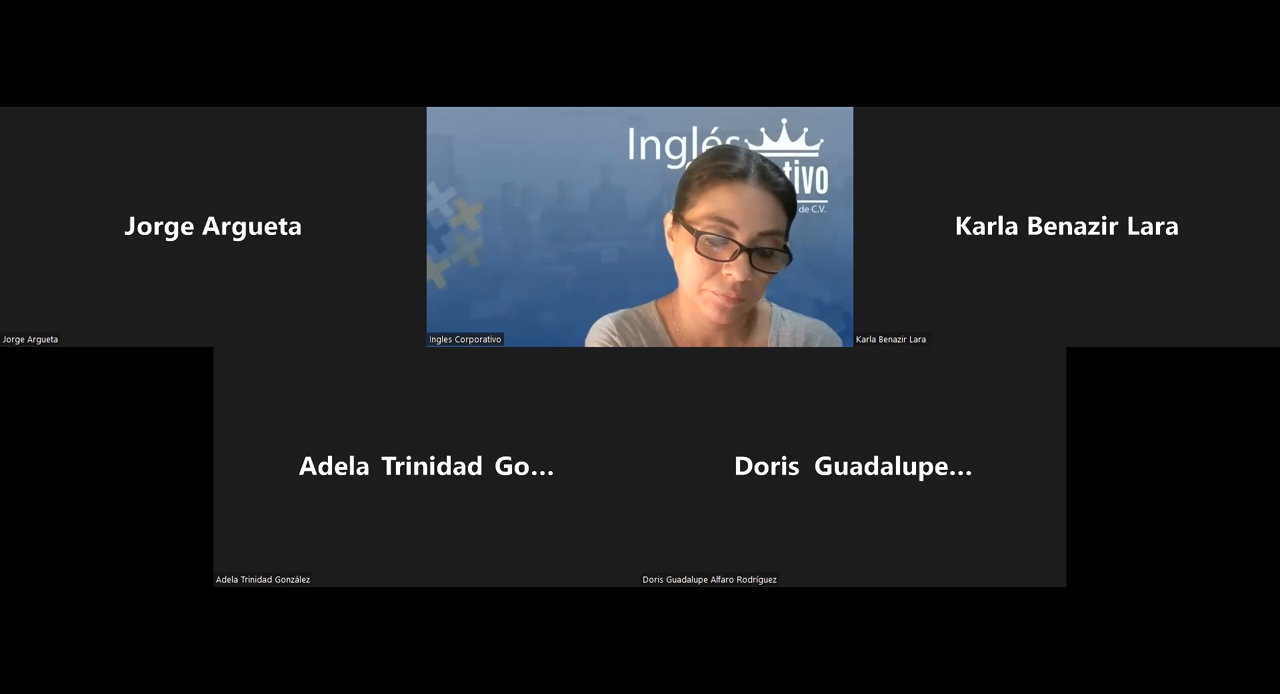 Inglés
tivo
de C.V.
Jorge Argueta
Karla Benazir Lara
Jorge Argueta
Ingles Corporativo
Karla Benazir Lara
Adela Trinidad Go...
Doris Guadalupe...
Adela Trinidad González
Doris Guadalupe Alfaro Rodríguez